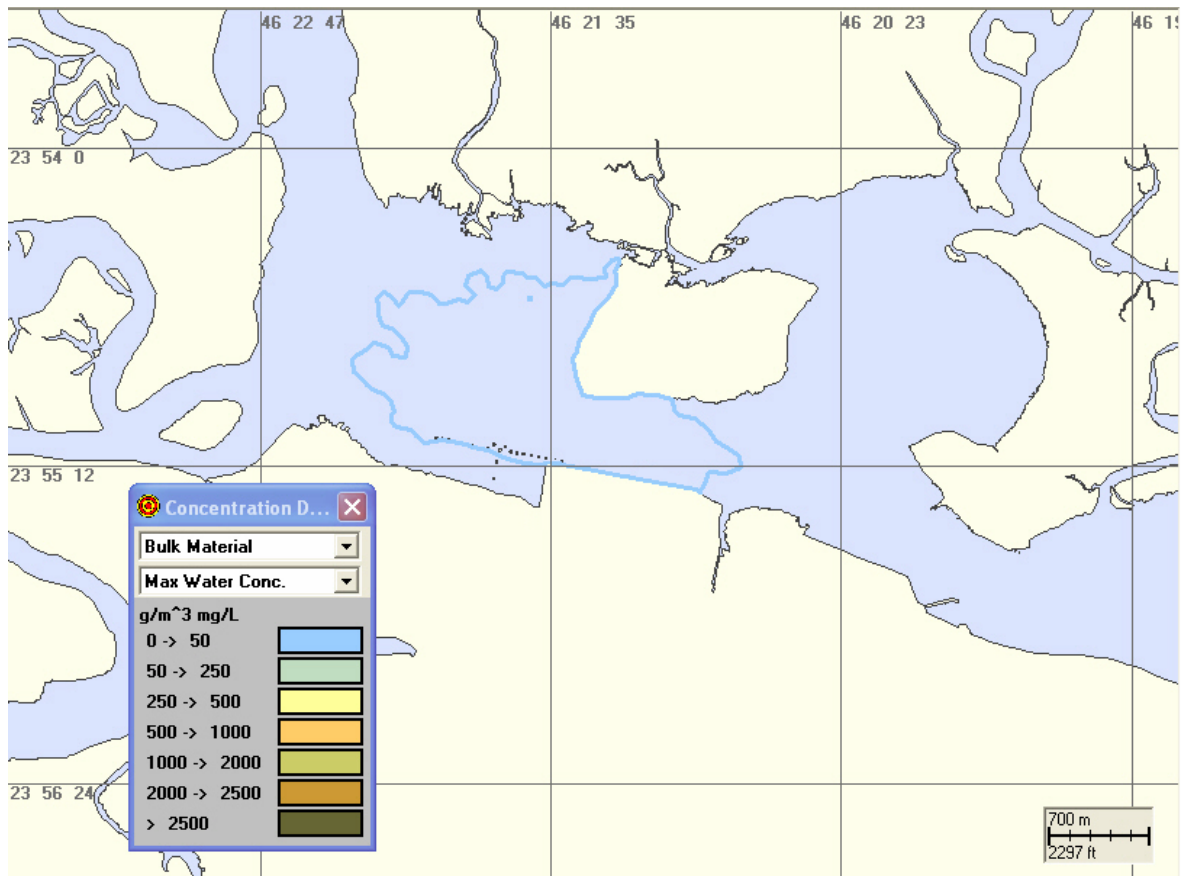 46 22 47
46 21 35
46 20 23
23 54 0
23 55 12
Concentration D...
Bulk Material
Max Water Conc.
g/m^3 mg/L
0 -> 50
50 -> 250
250 -> 500
500 -> 1000
1000 -> 2000
2000 -> 2500
> 2500
23 56 24
700 m
2297 ft